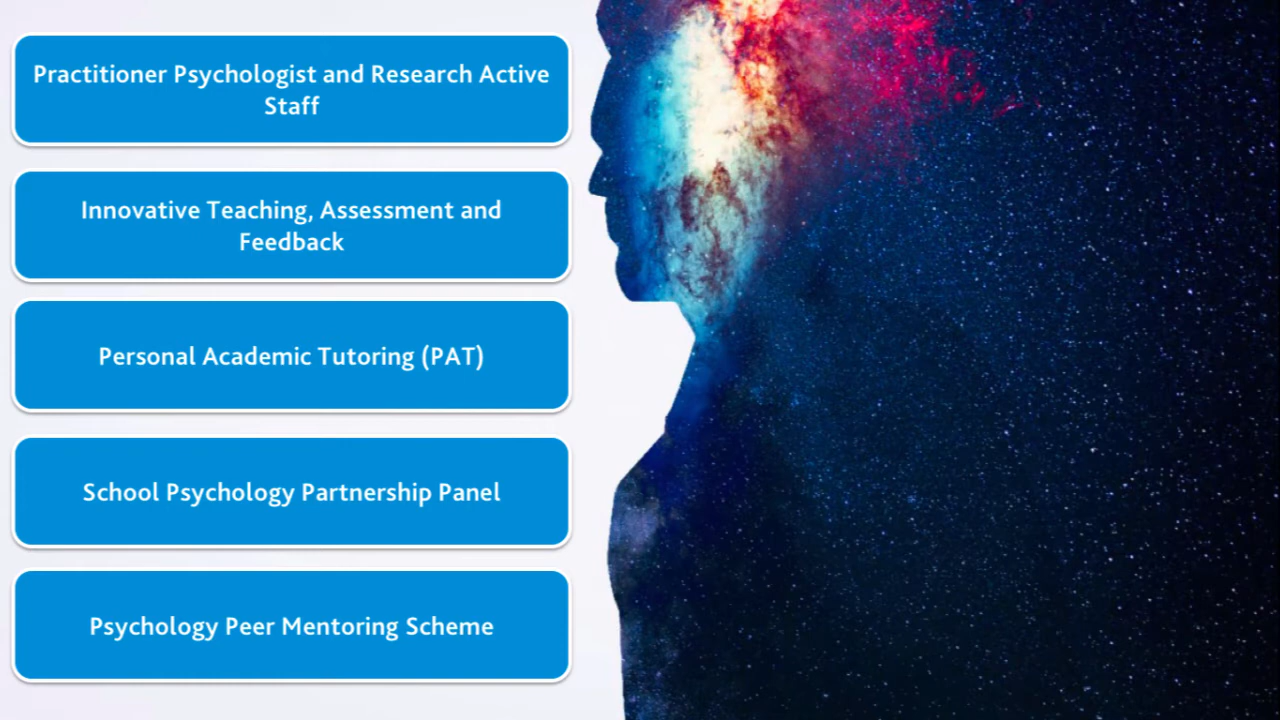 Practitioner Psychologist and Research Active
Staff
Innovative Teaching, Assessment and
Feedback
Personal Academic Tutoring (PAT)
School Psychology Partnership Panel
Psychology Peer Mentoring Scheme